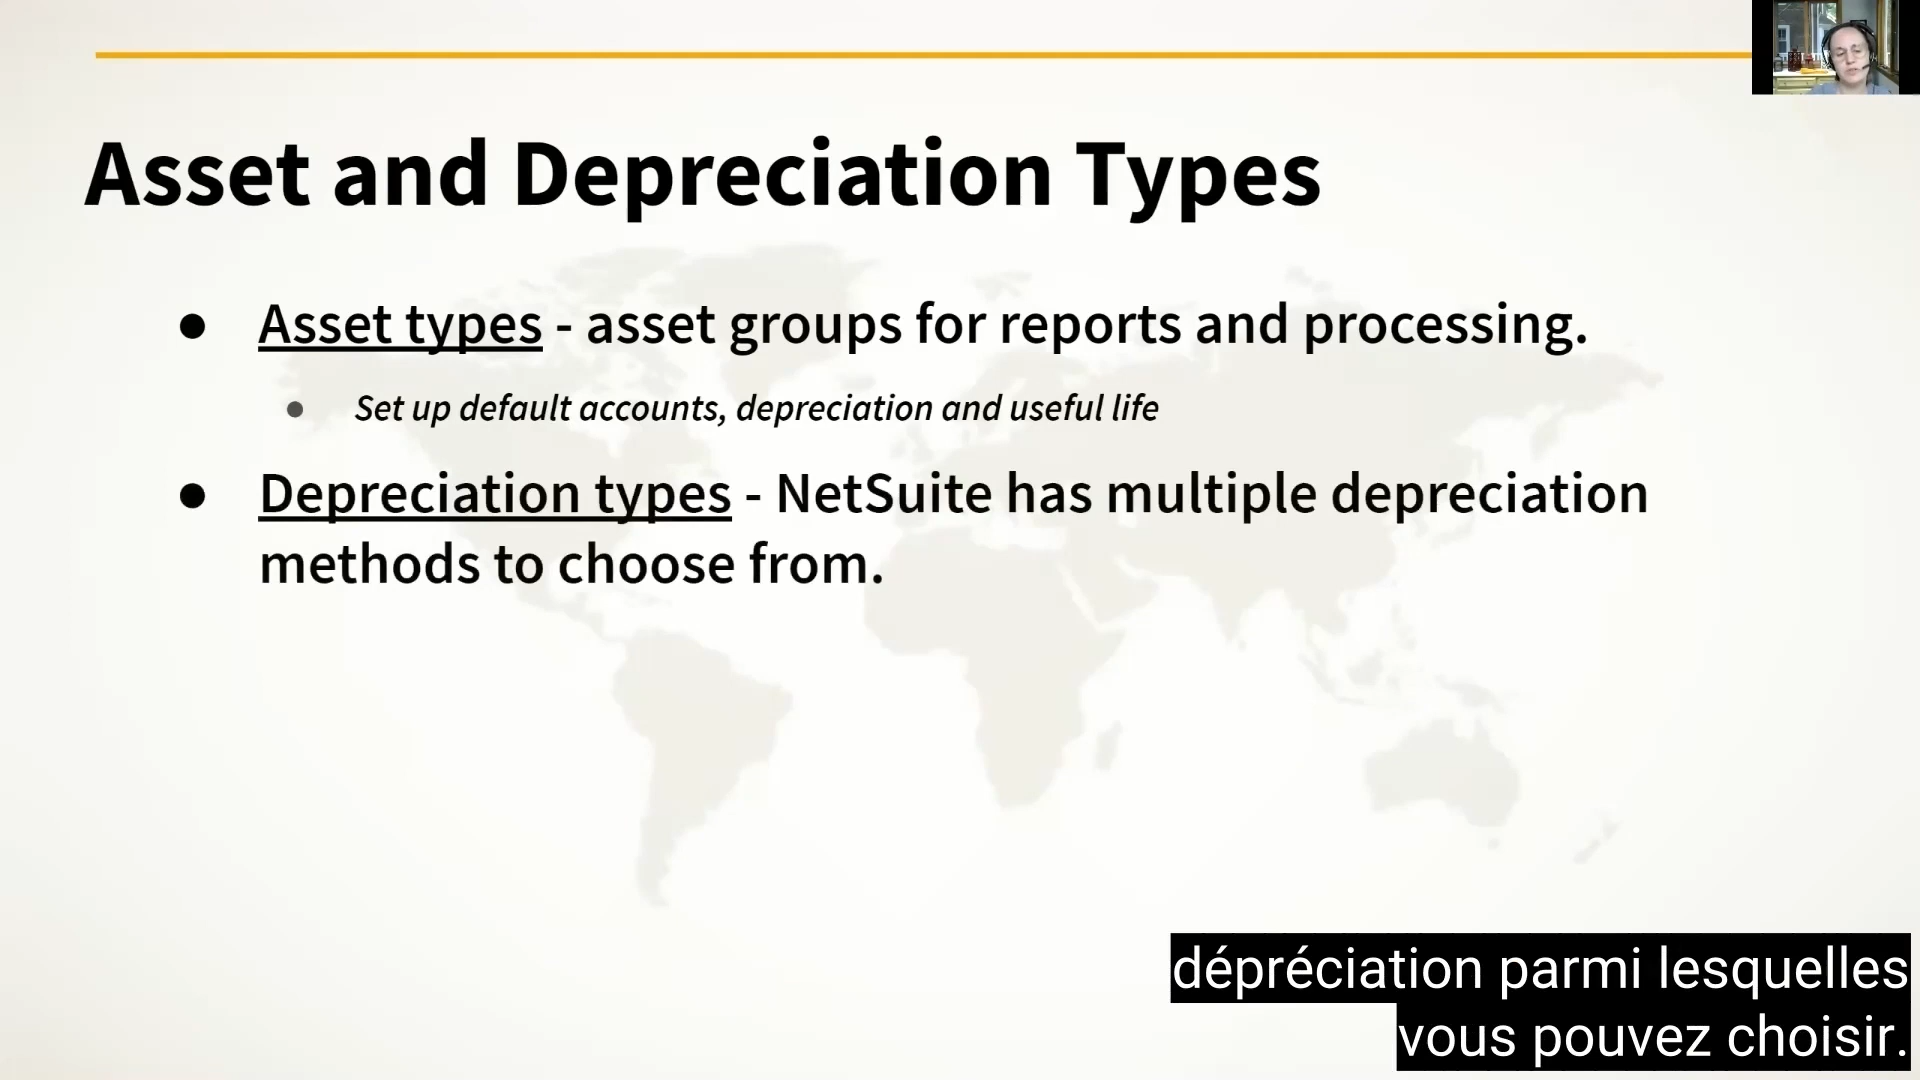 Asset and Depreciation Types
● Asset types - asset groups for reports and processing.
● Set up default accounts, depreciation and useful life
● Depreciation types - NetSuite has multiple depreciation
methods to choose from.
dépréciation parmi lesquelles
vous pouvez choisir.